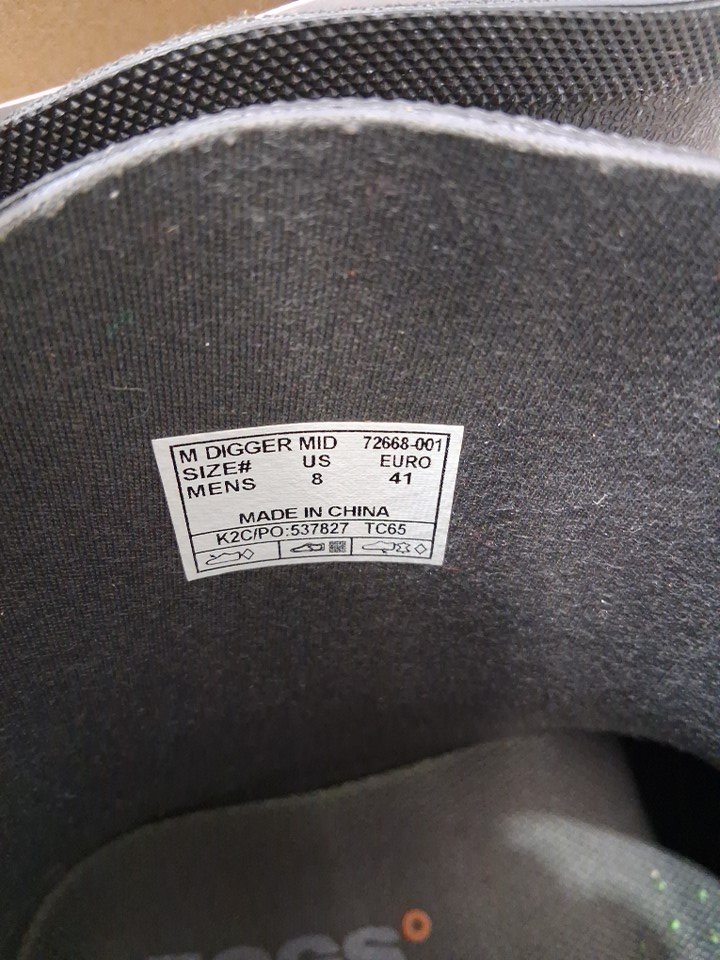 M DIGGER MID 72668-001
SIZE# US EURO
MENS 8 41
MADE IN CHINA
K2C/PO:537827 TC65